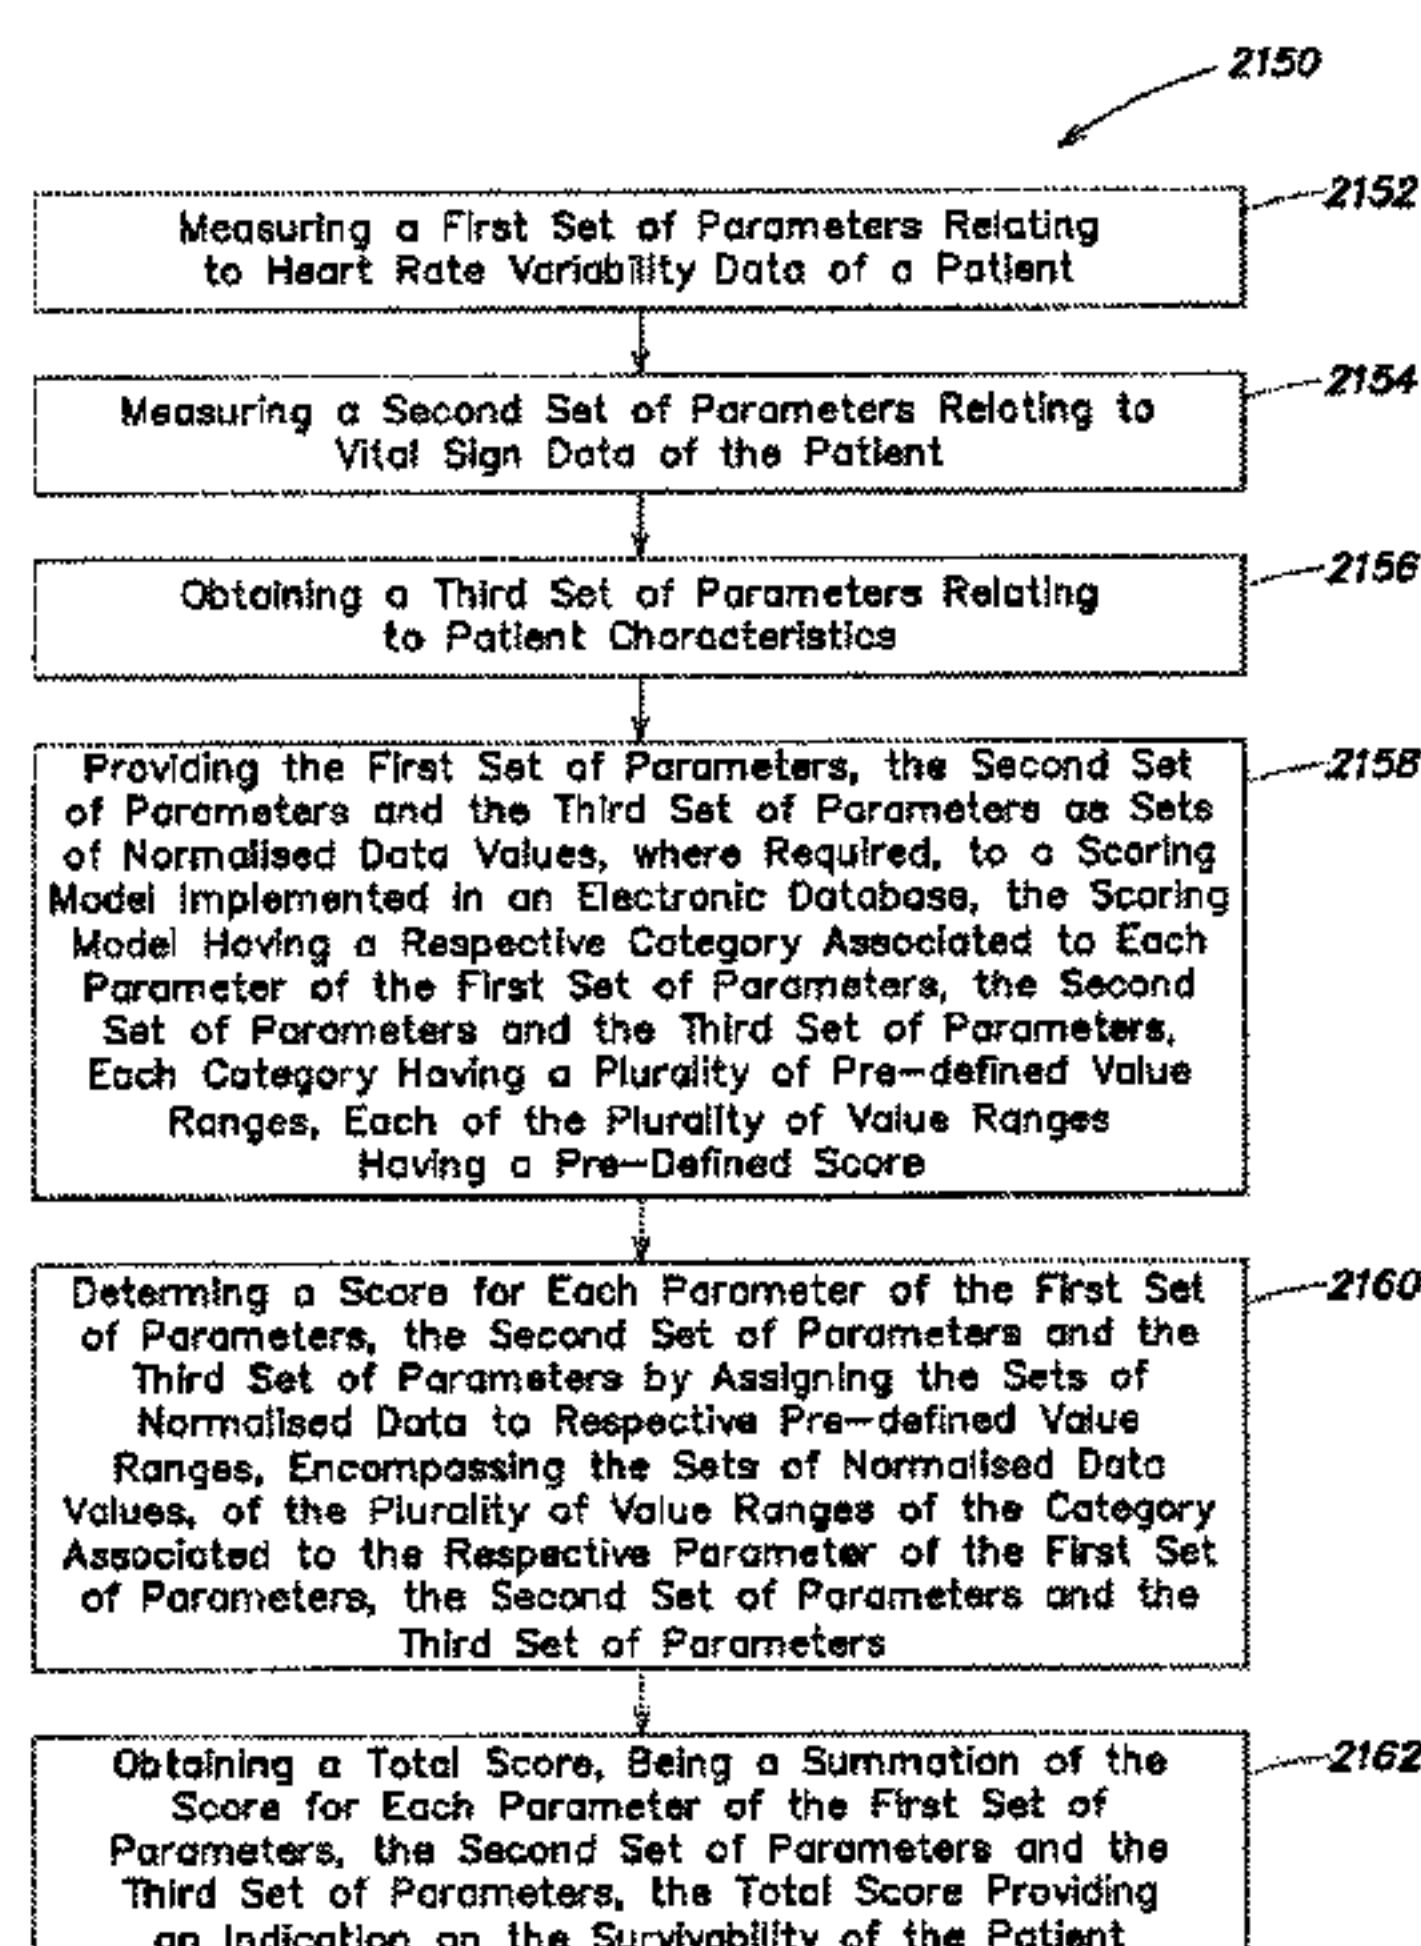 2150
2152
Measuring a First Set of Parameters Relating
to Heart Rate Variability Data of a Patient
2154
Measuring a Second Set of Parameters Relating to
Vital Sign Data of the Patient
2156
Obtaining a Third Set of Parameters Relating
to Patient Characteristics
2158
Providing the First Set of Parameters, the Second Set
of Parameters and the Third Set of Parameters as Sets
of Normalised Data Values, where Required, to a Scoring
Model Implemented in an Electronic Database, the Scoring
Model Having a Respective Category Associated to Each
Parameter of the First Set of Parameters, the Second
Set of Parameters and the Third Set of Parameters,
Each Category Having a Plurality of Pre-defined Value
Ranges, Each of the Plurality of Value Ranges
Having a Pre-Defined Score
2160
Determing a Score for Each Parameter of the First Set
of Parameters, the Second Set of Parameters and the
Third Set of Parameters by Assigning the Sets of
Normalised Data to Respective Pre-defined Value
Ranges, Encompassing the Sets of Normalised Data
Values, of the Plurality of Value Ranges of the Category
Associated to the Respective Parameter of the First Set
of Parameters, the Second Set of Parameters and the
Third Set of Parameters
2162
Obtaining a Total Score, Being a Summation of the
Score for Each Parameter of the First Set of
Parameters, the Second Set of Parameters and the
Third Set of Parameters, the Total Score Providing
an Indication on the Survivability of the Patient